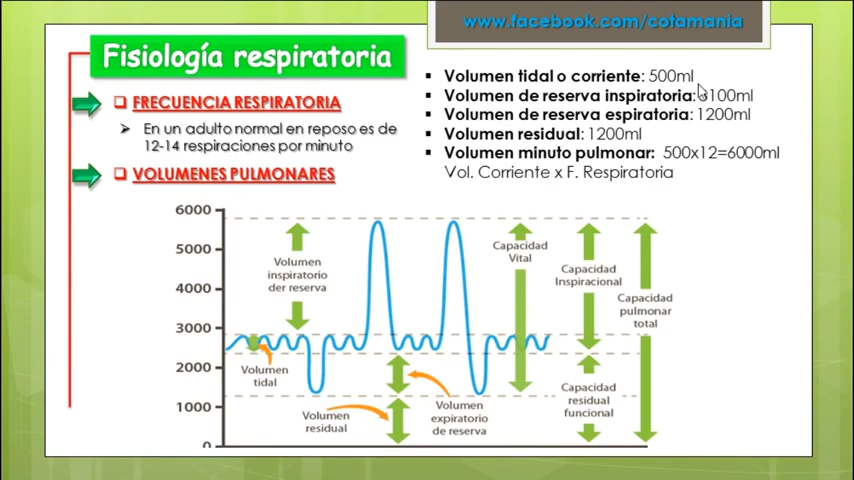 www.facebook.com/cotamania
Fisiología respiratoria
FRECUENCIA RESPIRATORIA
En un adulto normal en reposo es de
12-14 respiraciones por minuto
VOLUMENES PULMONARES
Volumen tidal o corriente: 500ml
Volumen de reserva inspiratoria: 3100ml
Volumen de reserva espiratoria: 1200ml
Volumen residual: 1200ml
Volumen minuto pulmonar: 500x12=6000ml
Vol. Corriente x F. Respiratoria
6000
5000
4000
3000
2000
1000
0
Volumen
inspiratorio
der reserva
Volumen
tidal
Volumen
residual
Volumen
expiratorio
de reserva
Capacidad
Vital
Capacidad
Inspiracional
Capacidad
pulmonar
total
Capacidad
residual
funcional